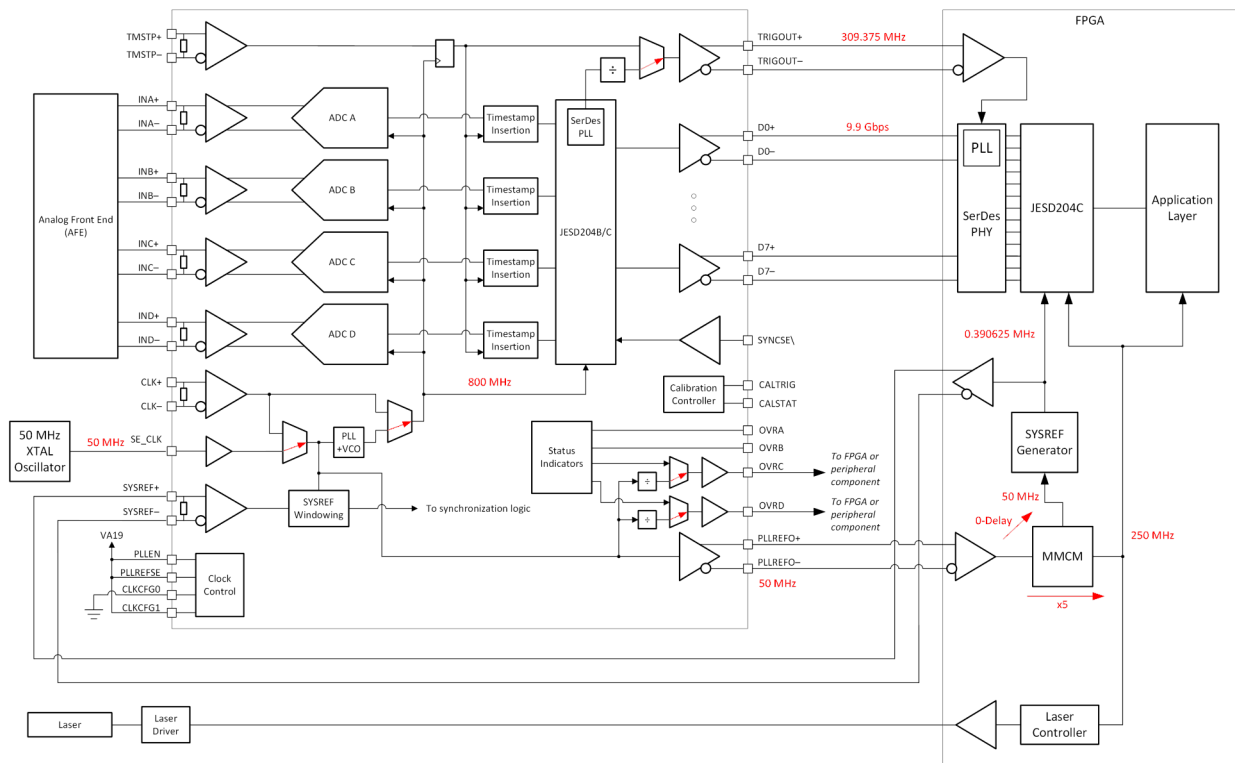 FPGA
TMSTP+
TMSTP–
TRIGOUT+
309.375 MHz
TRIGOUT–
÷
Analog Front End
(AFE)
INA+
INA–
ADC A
Timestamp
Insertion
SerDes
PLL
D0+
9.9 Gbps
D0–
PLL
SerDes
PHY
JESD204C
Application
Layer
INB+
INB–
ADC B
Timestamp
Insertion
JESD204B/C
INC+
INC–
ADC C
Timestamp
Insertion
D7+
D7–
IND+
IND–
ADC D
Timestamp
Insertion
SYNCSE\
0.390625 MHz
CLK+
CLK–
800 MHz
Calibration
Controller
CALTRIG
CALSTAT
50 MHz
XTAL
Oscillator
50 MHz
SE_CLK
PLL
+VCO
Status
Indicators
OVRA
OVRB
OVRC
÷
To FPGA or
peripheral
component
SYSREF
Generator
SYSREF+
SYSREF–
SYSREF
Windowing
To synchronization logic
÷
OVRD
To FPGA or
peripheral
component
50 MHz
0-Delay
VA19
PLLEN
PLLREFSE
CLKCFG0
CLKCFG1
Clock
Control
PLLREFO+
PLLREFO–
50 MHz
MMCM
250 MHz
x5
Laser
Laser
Driver
Laser
Controller